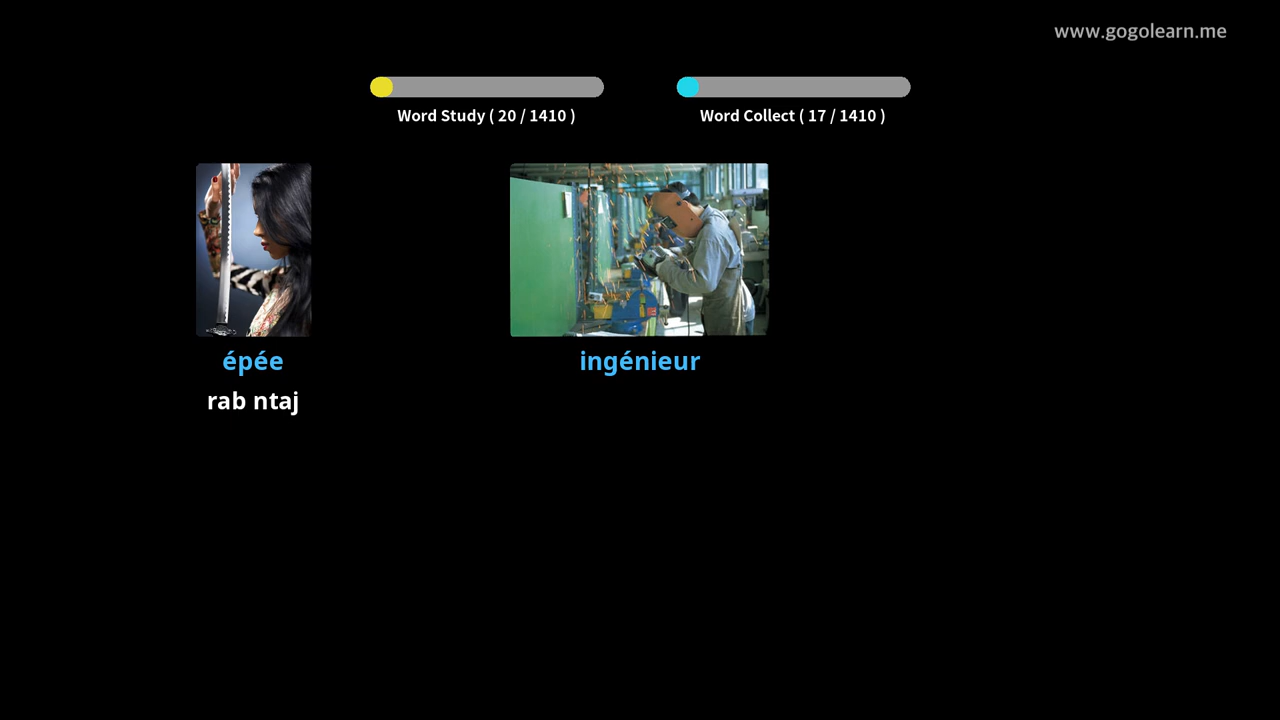 www.gogolearn.me
Word Study ( 20 / 1410 )
Word Collect ( 17 / 1410 )
épée
rab ntaj
ingénieur